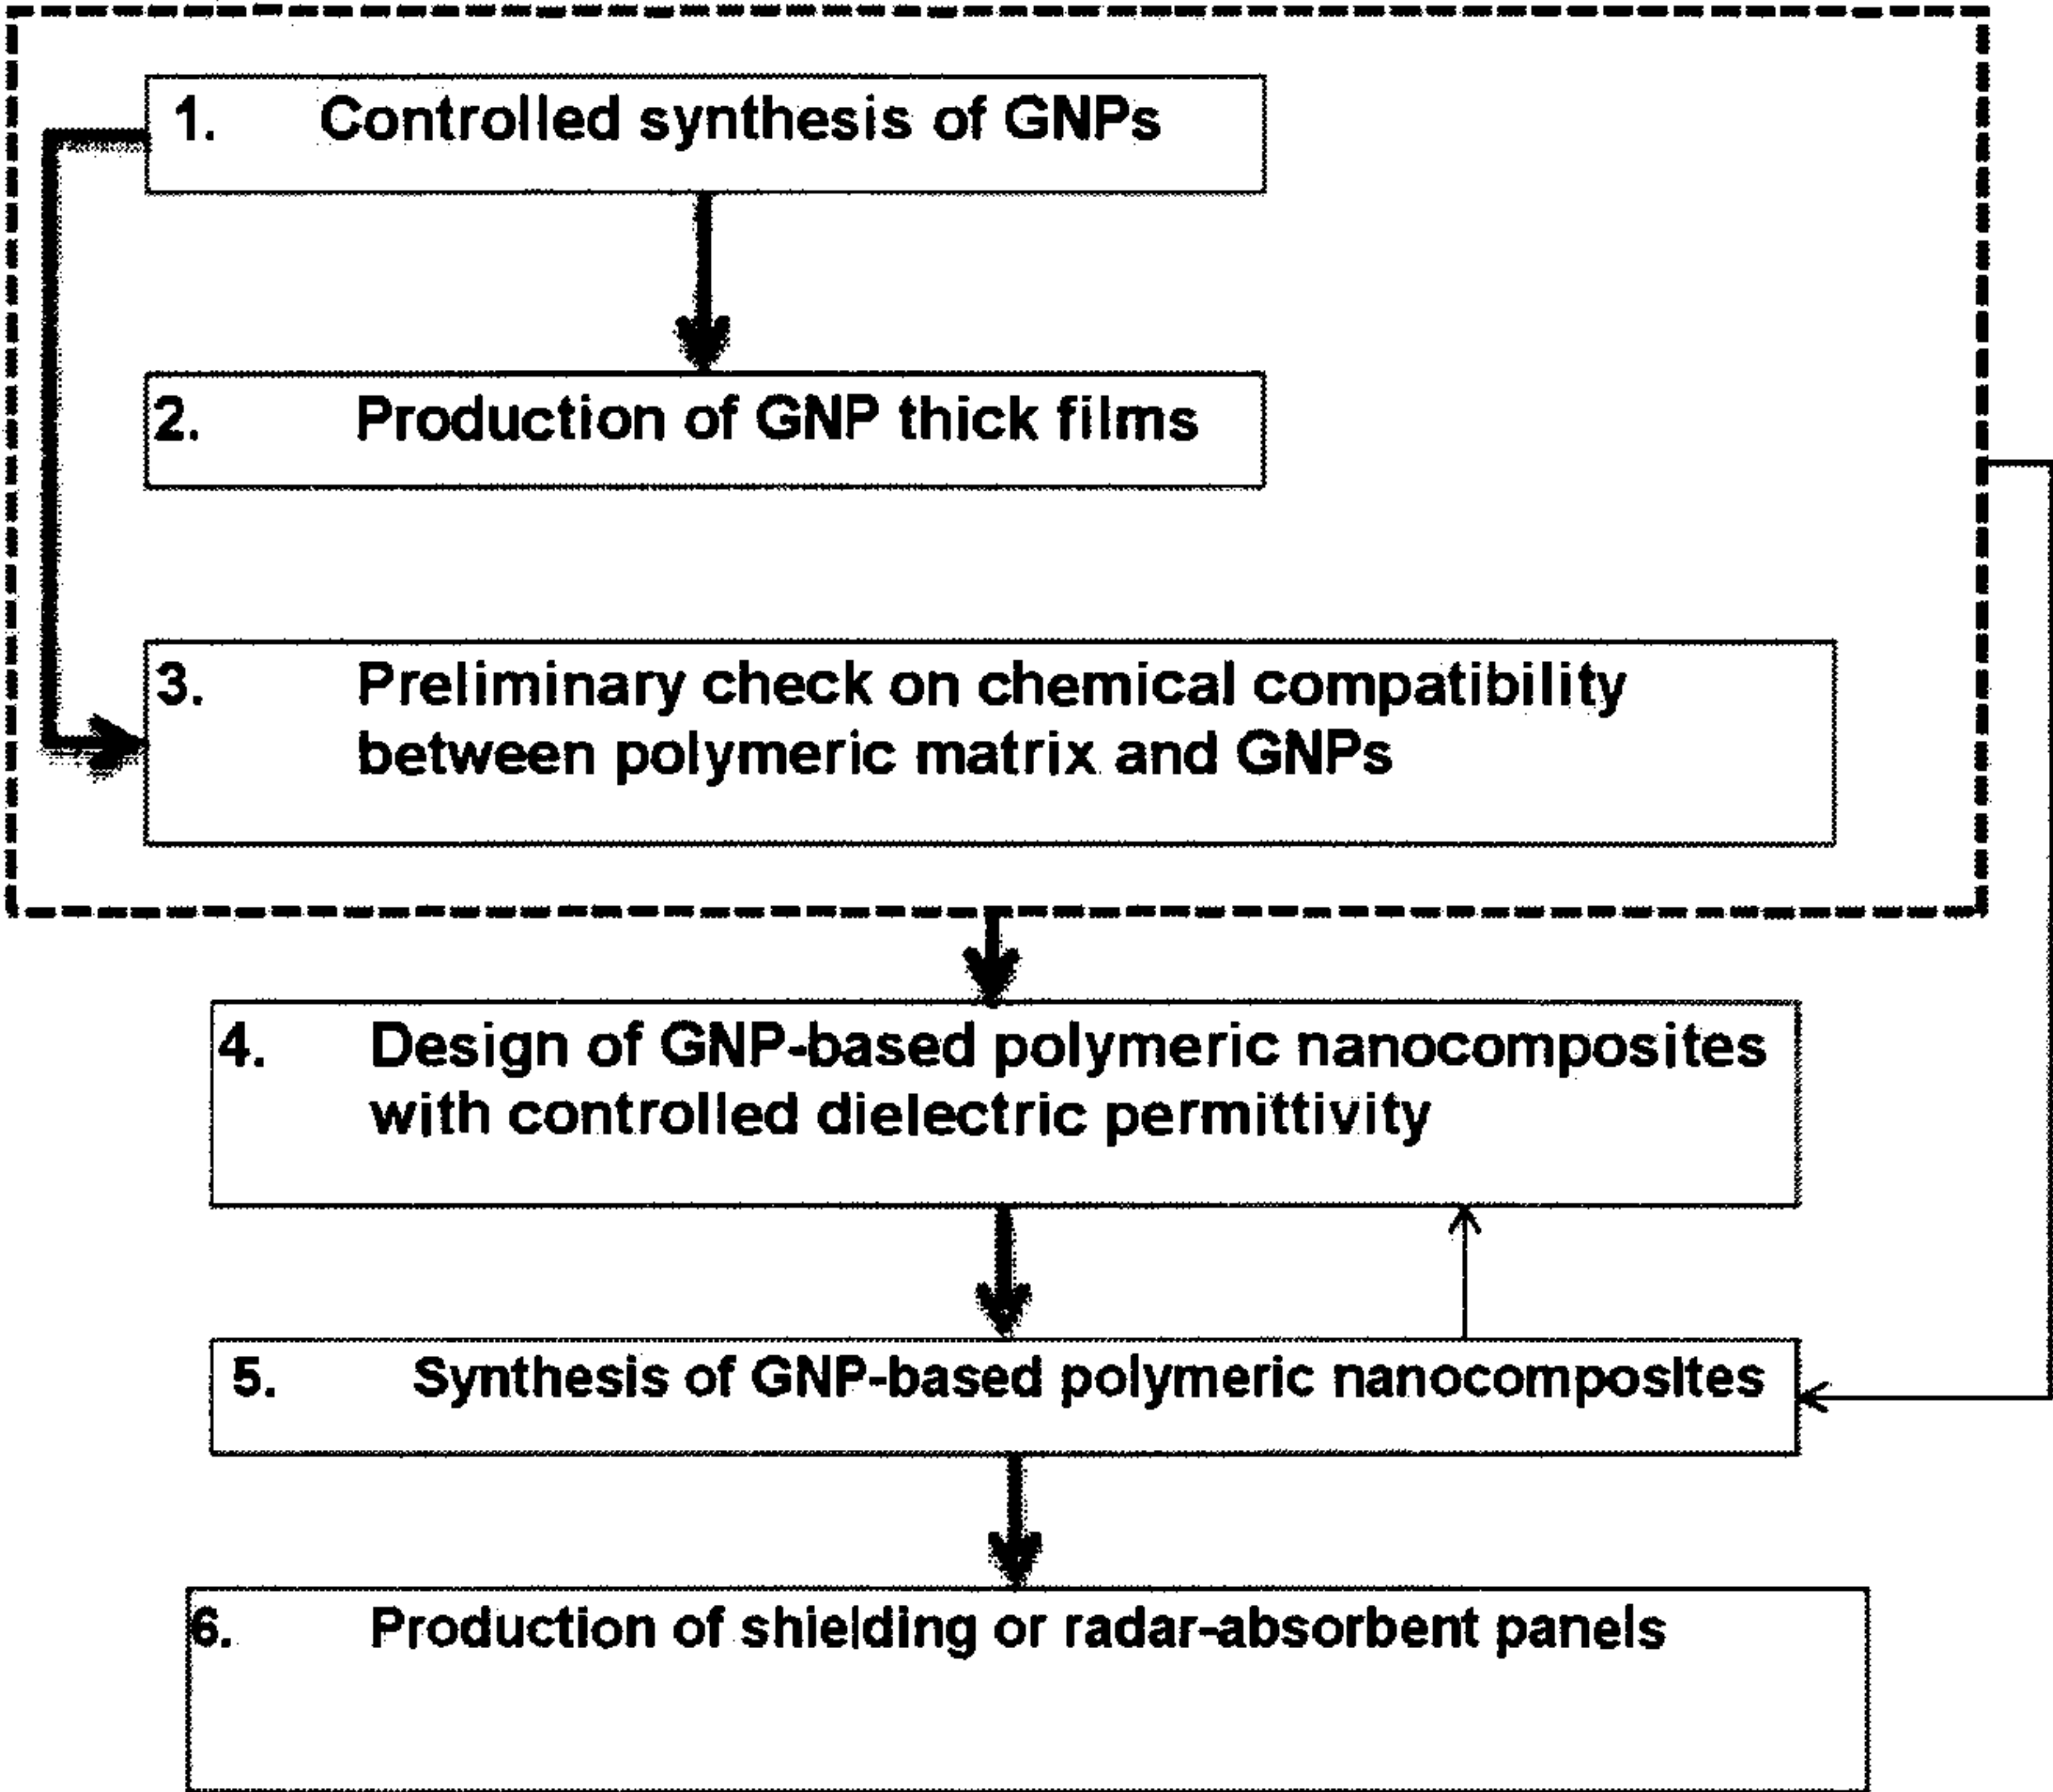 1. Controlled synthesis of GNPs
2. Production of GNP thick films
3. Preliminary check on chemical compatibility
between polymeric matrix and GNPs
4. Design of GNP-based polymeric nanocomposites
with controlled dielectric permittivity
5. Synthesis of GNP-based polymeric nanocomposites
6. Production of shielding or radar-absorbent panels